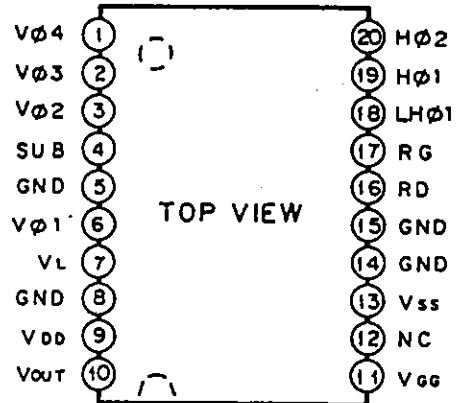 Vø4 1 20 Hø2
Vø3 2 19 Hø1
Vø2 3 18 LHø1
SUB 4 17 RG
GND 5 16 RD
TOP VIEW
15 GND
Vø1 6 14 GND
VL 7 13 VSS
GND 8 12 NC
VDD 9 11 VGG
VOUT 10